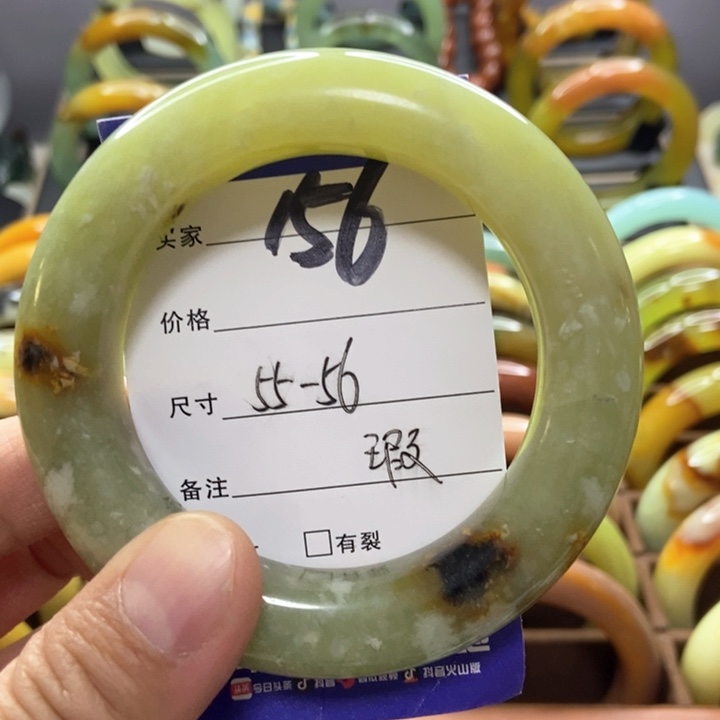 买家 156
价格
尺寸 55-56
备注 瑕
□有裂